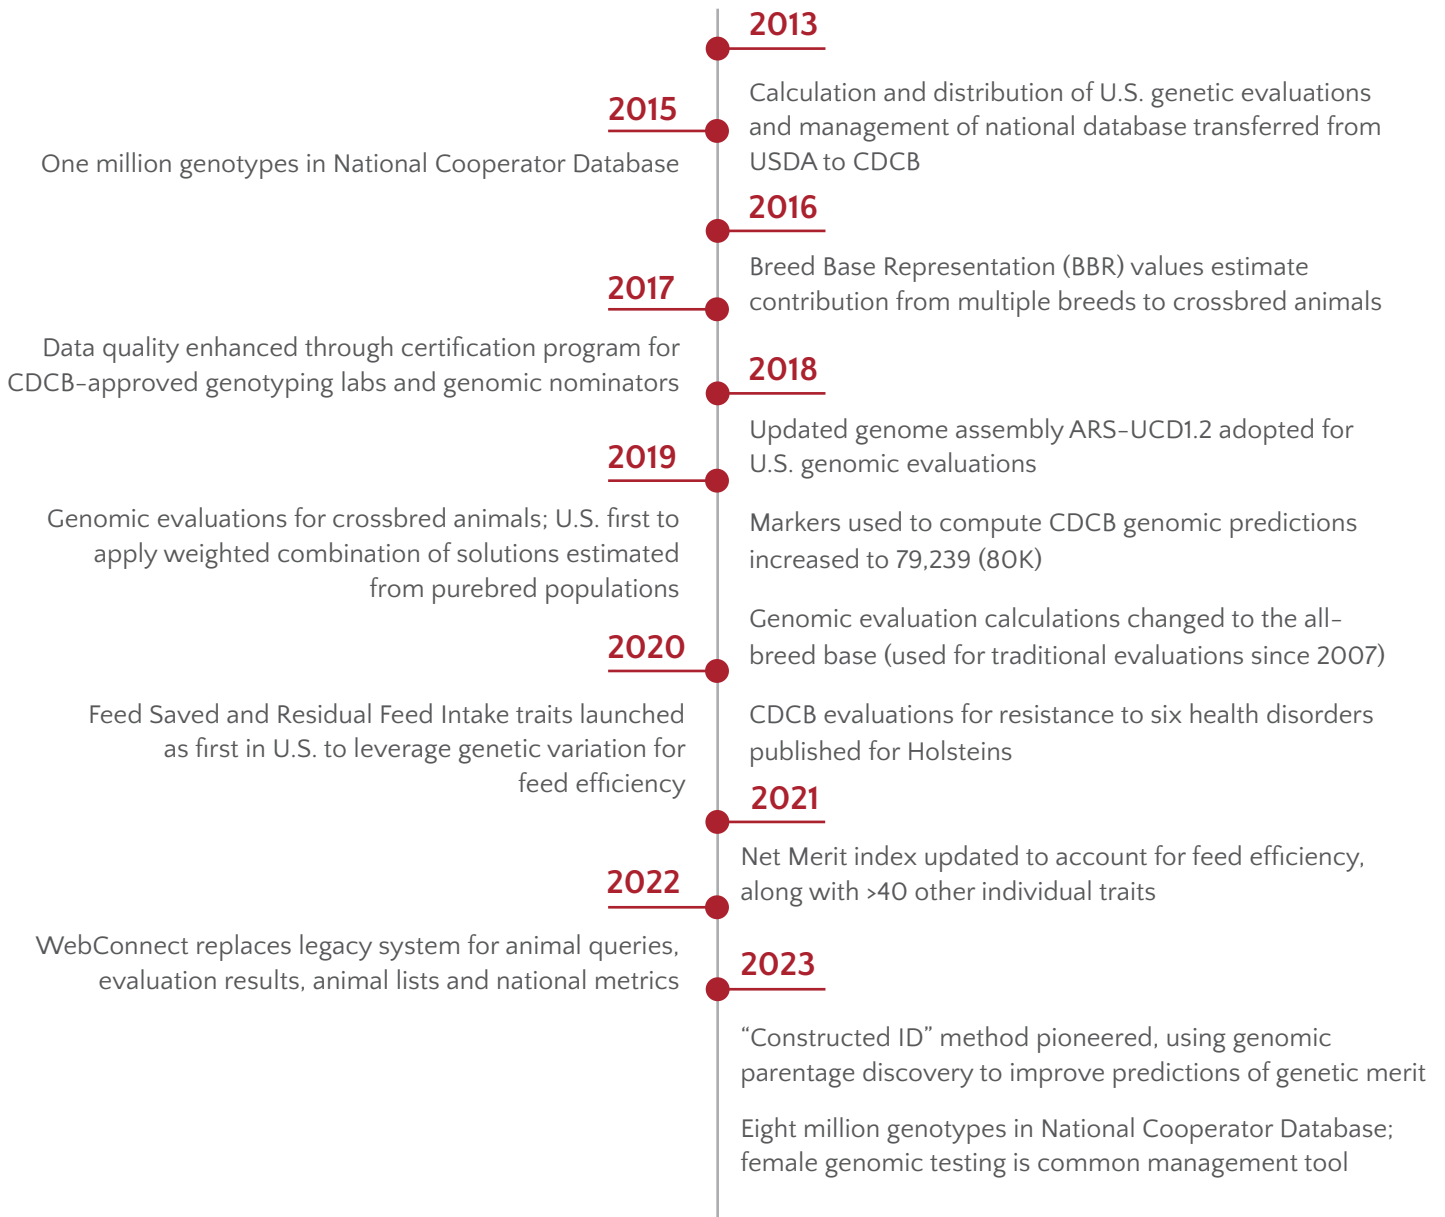 2013
Calculation and distribution of U.S. genetic evaluations
and management of national database transferred from
USDA to CDCB
2015
One million genotypes in National Cooperator Database
2016
Breed Base Representation (BBR) values estimate
contribution from multiple breeds to crossbred animals
2017
Data quality enhanced through certification program for
CDCB-approved genotyping labs and genomic nominators
2018
Updated genome assembly ARS-UCD1.2 adopted for
U.S. genomic evaluations
Markers used to compute CDCB genomic predictions
increased to 79,239 (80K)
Genomic evaluation calculations changed to the all-
breed base (used for traditional evaluations since 2007)
CDCB evaluations for resistance to six health disorders
published for Holsteins
2019
Genomic evaluations for crossbred animals; U.S. first to
apply weighted combination of solutions estimated
from purebred populations
2020
Feed Saved and Residual Feed Intake traits launched
as first in U.S. to leverage genetic variation for
feed efficiency
2021
Net Merit index updated to account for feed efficiency,
along with >40 other individual traits
2022
WebConnect replaces legacy system for animal queries,
evaluation results, animal lists and national metrics
2023
“Constructed ID” method pioneered, using genomic
parentage discovery to improve predictions of genetic merit
Eight million genotypes in National Cooperator Database;
female genomic testing is common management tool